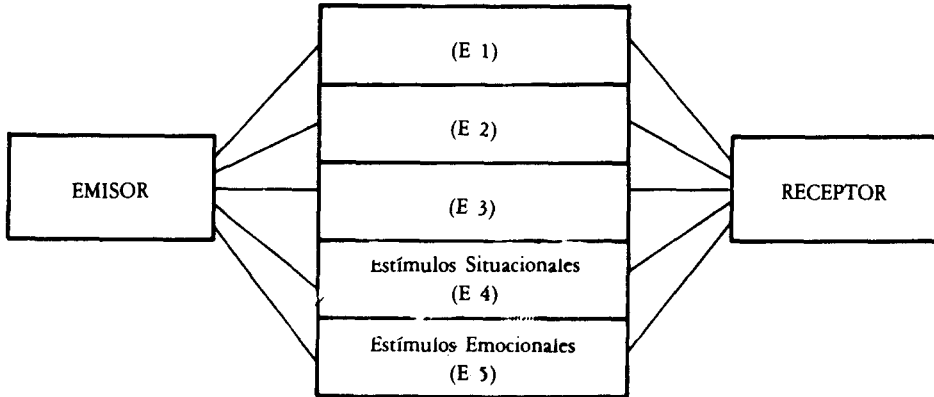 (E 1)
(E 2)
EMISOR
(E 3)
RECEPTOR
Estímulos Situacionales
(E 4)
Estímulos Emocionales
(E 5)